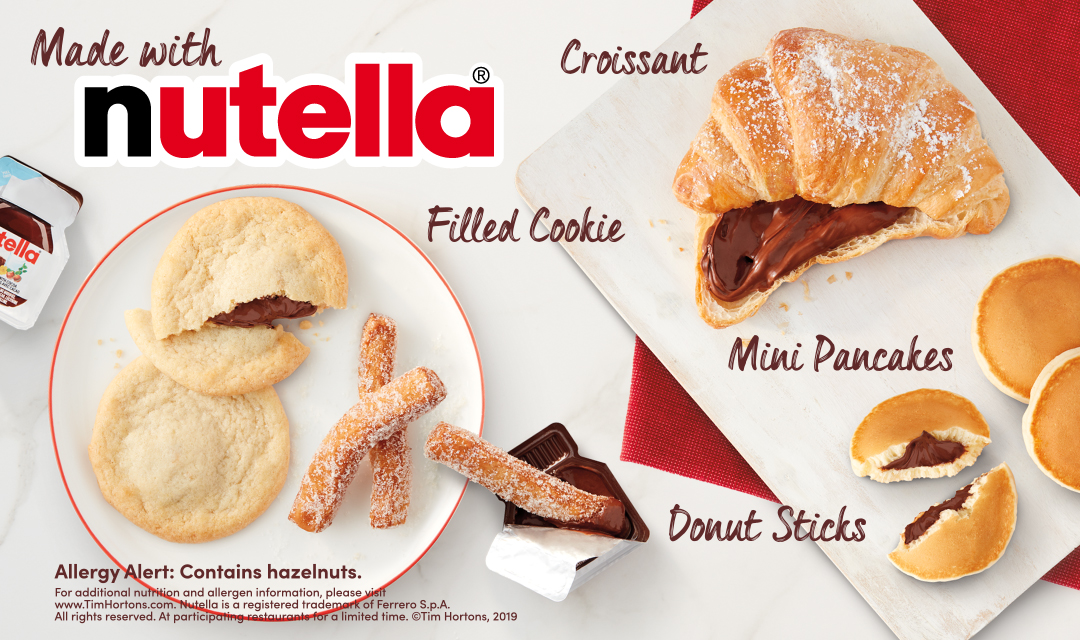 Made with
nutella®
Croissant
Filled Cookie
tella
Mini Pancakes
Donut Sticks
Allergy Alert: Contains hazelnuts.
For additional nutrition and allergen information, please visit
www.TimHortons.com. Nutella is a registered trademark of Ferrero S.p.A.
All rights reserved. At participating restaurants for a limited time. ©Tim Hortons, 2019